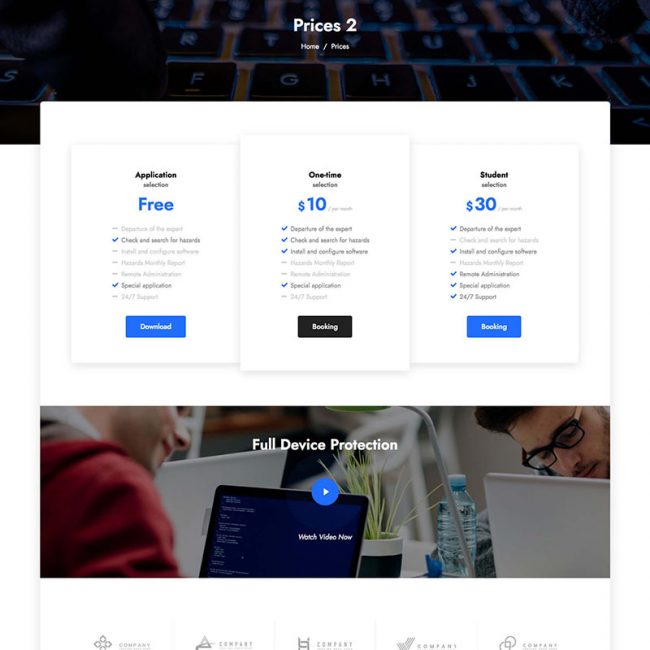 Prices 2
Home / Prices
Application
selection
Free
Departure of the expert
Check and search for hazards
Install and configure software
Hazards Monthly Report
Remote Administration
Special application
24/7 Support
Download
One-time
selection
$10 / per month
Departure of the expert
Check and search for hazards
Install and configure software
Hazards Monthly Report
Remote Administration
Special application
24/7 Support
Booking
Student
selection
$30 / per month
Departure of the expert
Check and search for hazards
Install and configure software
Hazards Monthly Report
Remote Administration
Special application
24/7 Support
Booking
Full Device Protection
Watch Video Now
COMPANY
COMPANY
COMPANY
COMPANY
COMPANY